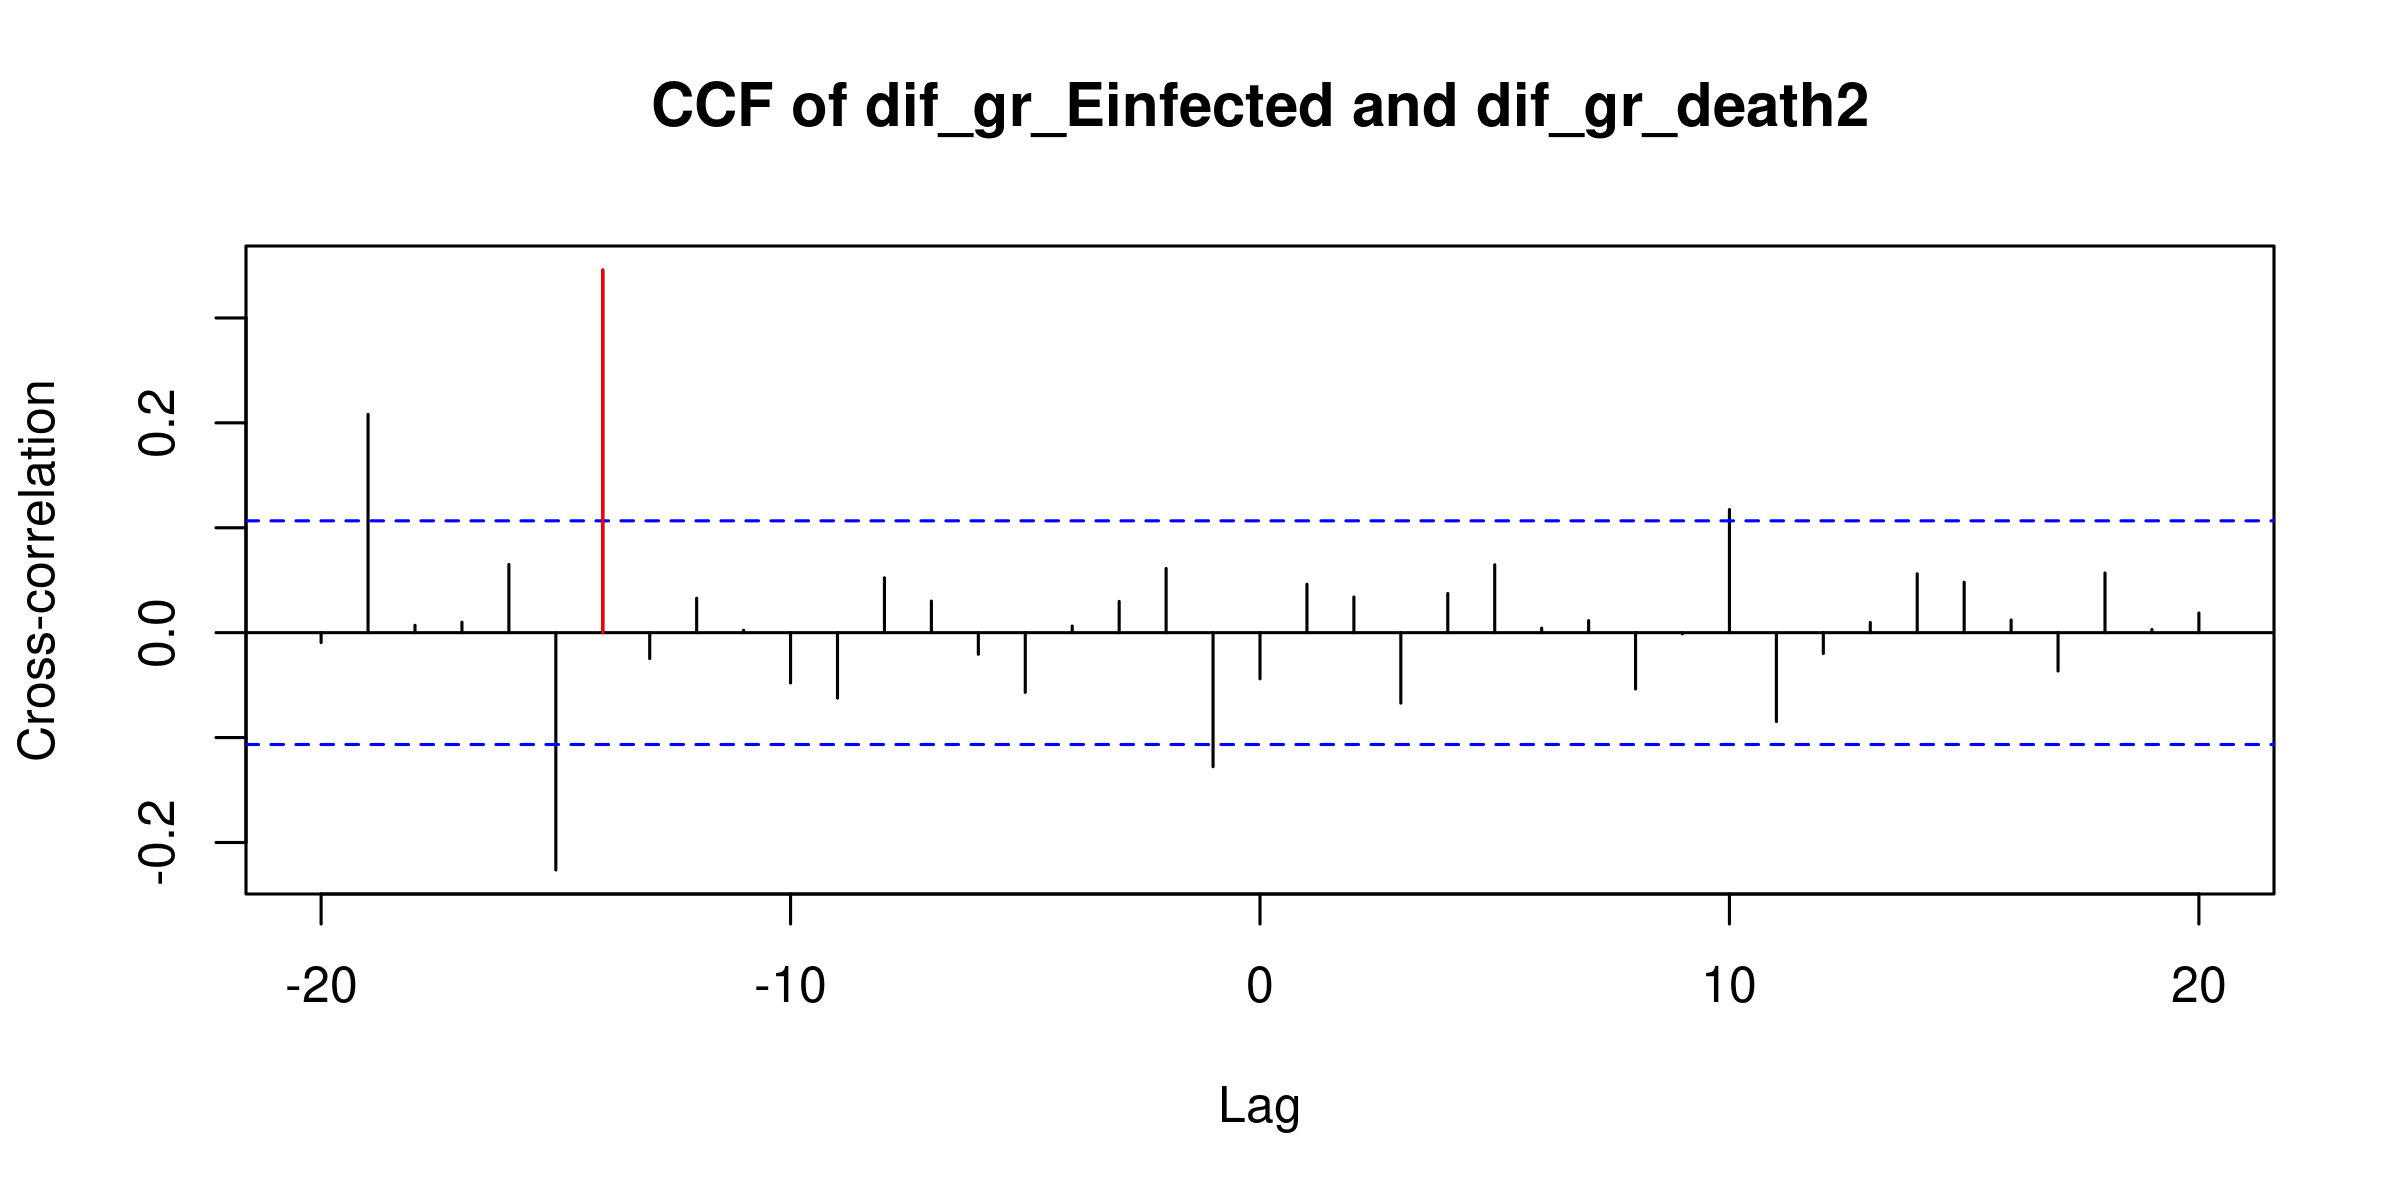 CCF of dif_gr_Einfected and dif_gr_death2
Cross-correlation
0.2
0.0
-0.2
-20 -10 0 10 20
Lag